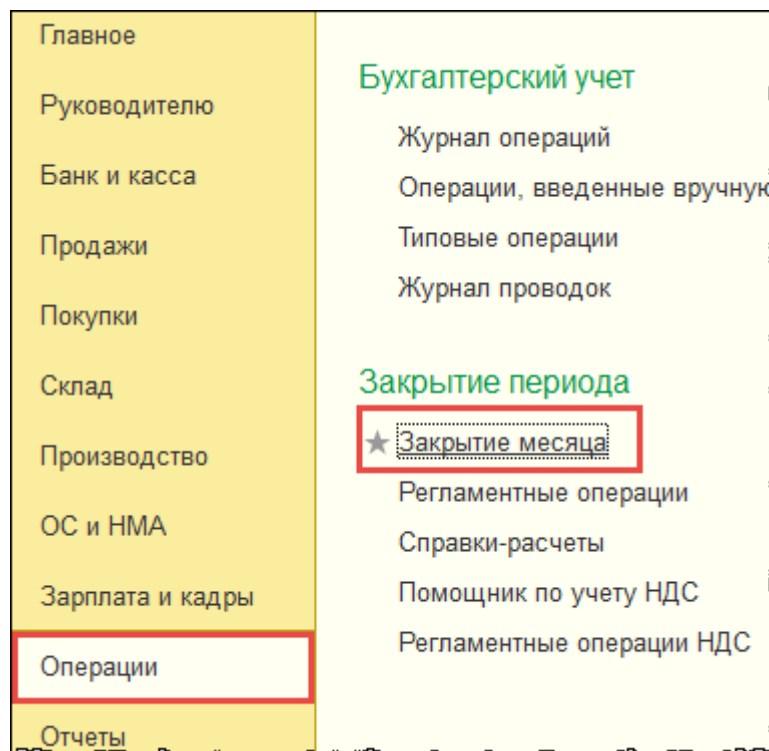 Главное
Руководителю
Банк и касса
Продажи
Покупки
Склад
Производство
ОС и НМА
Зарплата и кадры
Операции
Отчеты
Бухгалтерский учет
Журнал операций
Операции, введенные вручную
Типовые операции
Журнал проводок
Закрытие периода
Закрытие месяца
Регламентные операции
Справки-расчеты
Помощник по учету НДС
Регламентные операции НДС